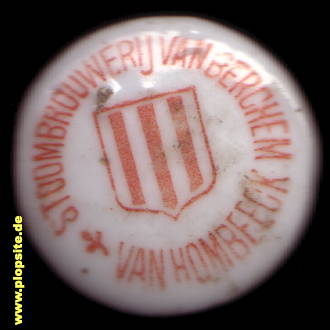 STOOMBROUWERIJ VAN BERCHEM
VAN HOMBEECK
www.plopsite.de